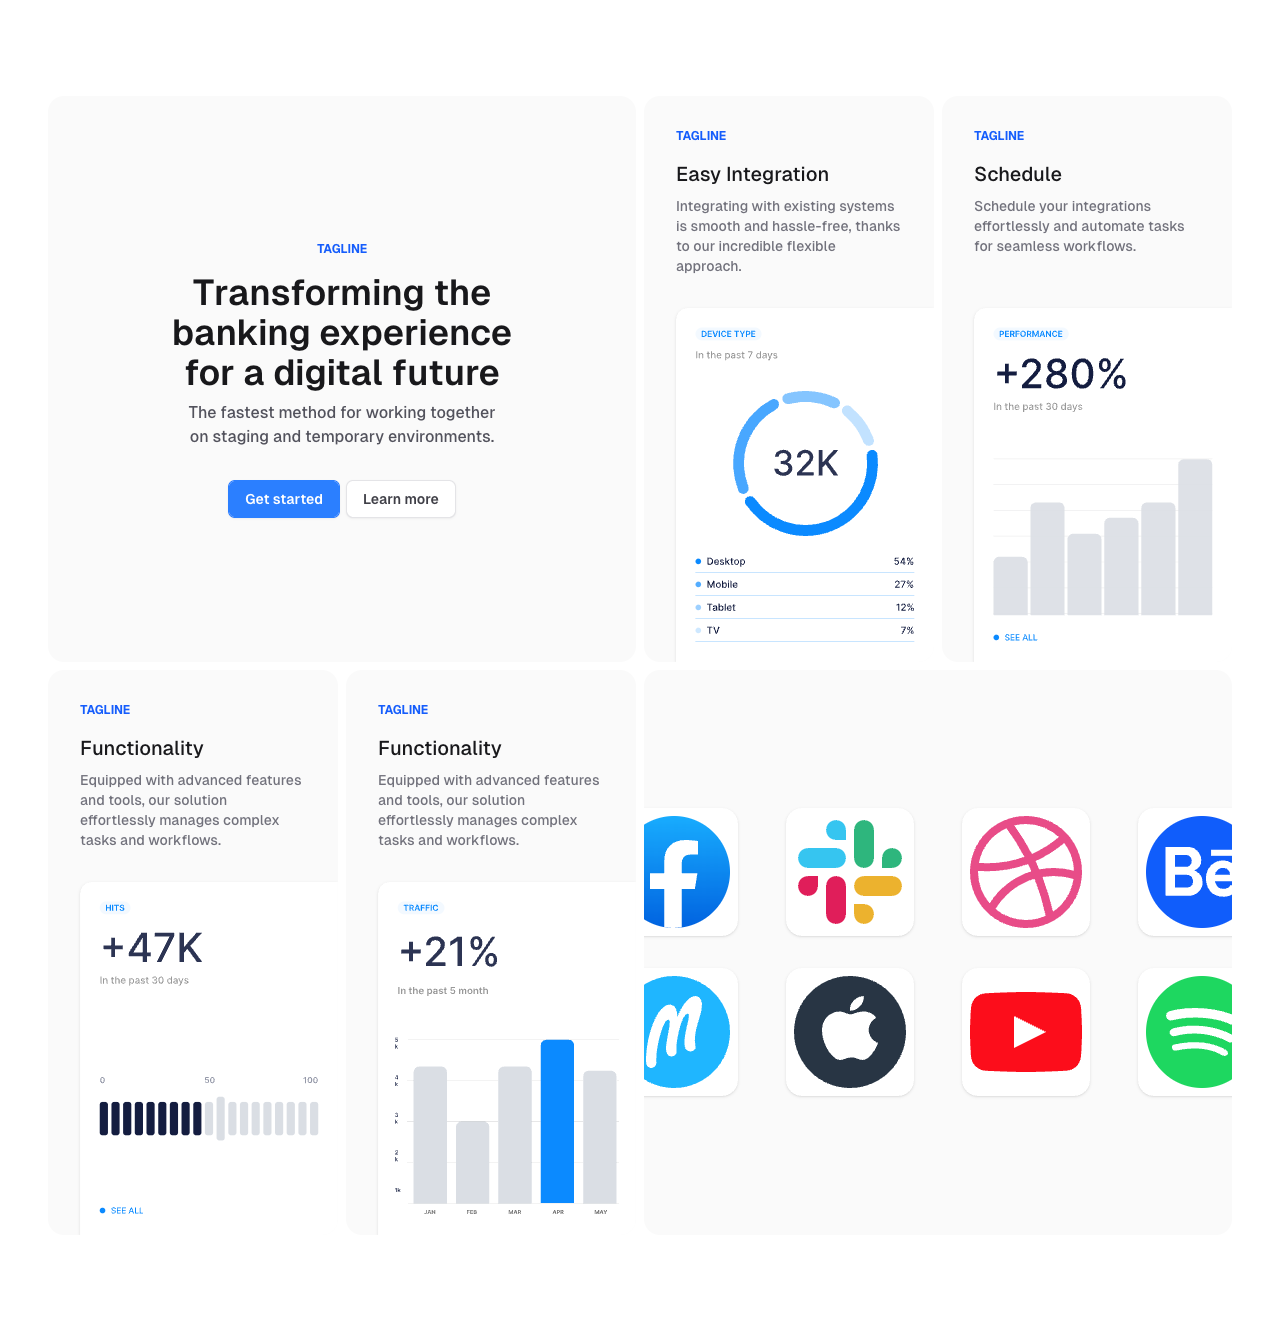 TAGLINE
Transforming the
banking experience
for a digital future
The fastest method for working together
on staging and temporary environments.
Get started
Learn more
TAGLINE
Easy Integration
Integrating with existing systems
is smooth and hassle-free, thanks
to our incredible flexible
approach.
DEVICE TYPE
In the past 7 days
32K
Desktop 54%
Mobile 27%
Tablet 12%
TV 7%
TAGLINE
Schedule
Schedule your integrations
effortlessly and automate tasks
for seamless workflows.
PERFORMANCE
+280%
In the past 30 days
SEE ALL
TAGLINE
Functionality
Equipped with advanced features
and tools, our solution
effortlessly manages complex
tasks and workflows.
HITS
+47K
In the past 30 days
0 50 100
SEE ALL
TAGLINE
Functionality
Equipped with advanced features
and tools, our solution
effortlessly manages complex
tasks and workflows.
TRAFFIC
+21%
In the past 5 month
5
k
4
k
3
k
2
k
1k
JAN FEB MAR APR MAY
Bē